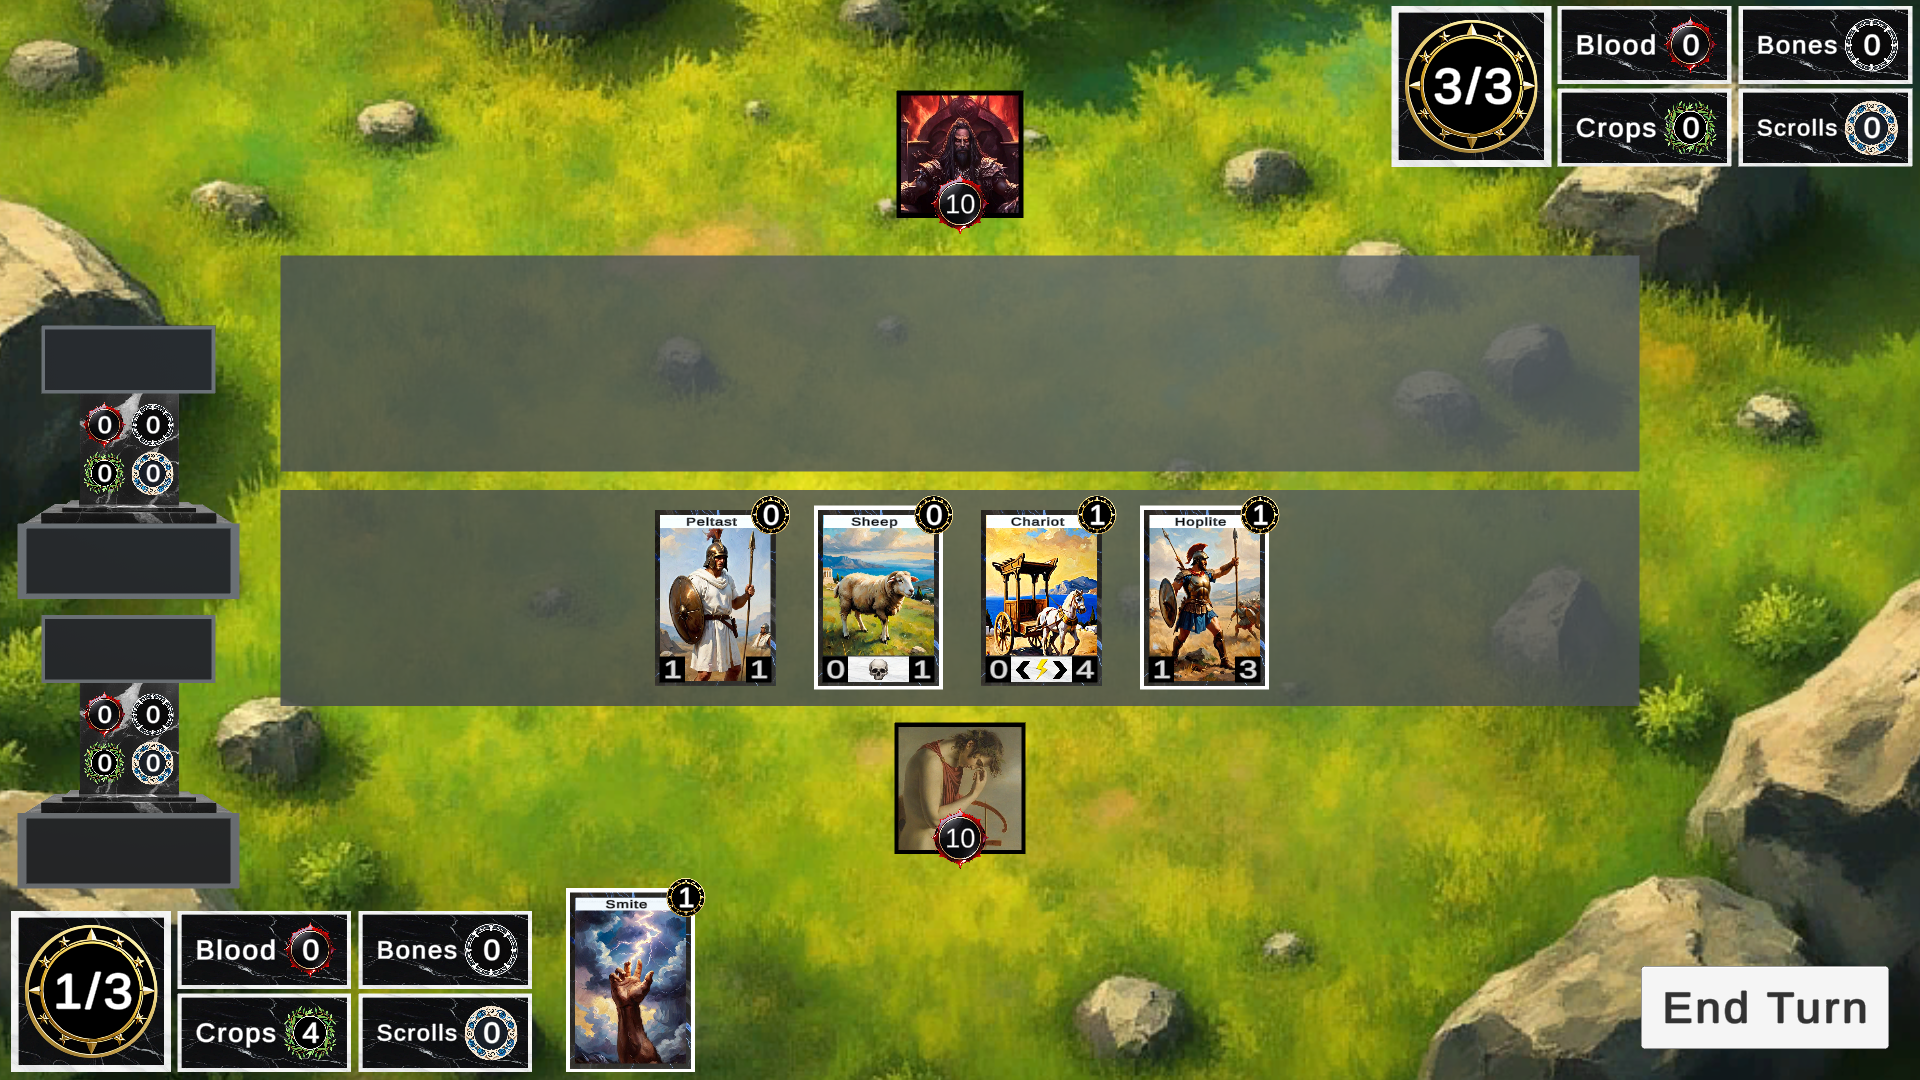 3/3
Blood 0
Bones 0
Crops 0
Scrolls 0
10
0 0
0 0
Peltast 0
1 1
Sheep 0
0 1
Chariot 1
0 4
Hoplite 1
1 3
0 0
0 0
10
1/3
Blood 0
Bones 0
Crops 4
Scrolls 0
Smite 1
End Turn